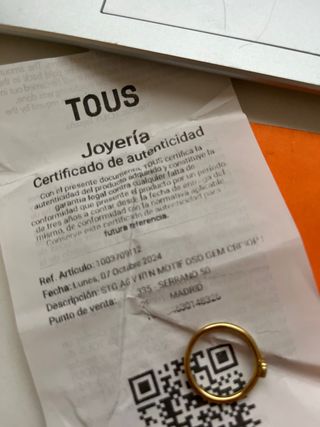 TOUS
Joyería
Certificado de autenticidad
Con el presente documento, TOUS certifica la
autenticidad del producto adquirido y constituye la
garantía legal contra cualquier falta de
conformidad que presente el producto por un periodo
de tres años a contar desde la fecha de entrega del
mismo, de conformidad con la normativa aplicable.
Conserve este certificado de autenticidad para
futura referencia.
Ref. Artículo: 1003709112
Fecha: Lunes, 07 Octubre 2024
Descripción: STG AG V RTN MOTIF OSO GEM
Punto de venta: 335 SERRANO 50
MADRID